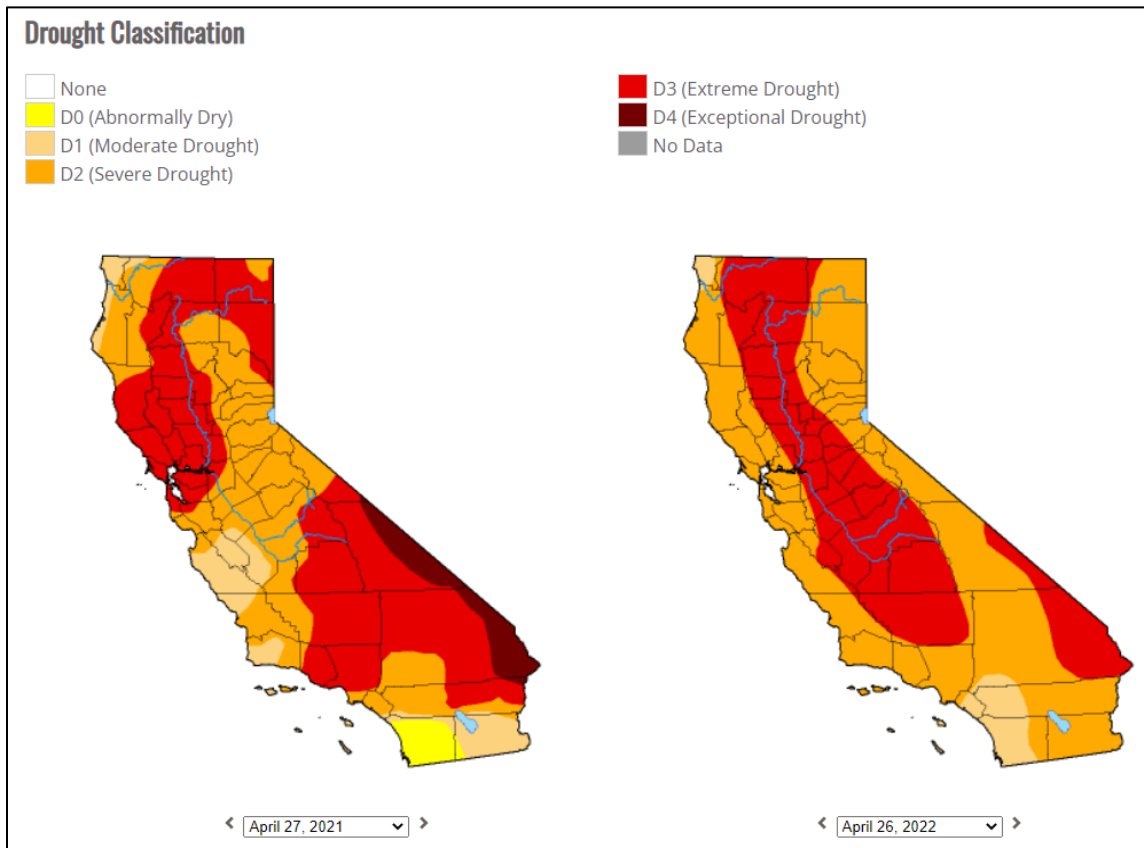 Drought Classification
None
D0 (Abnormally Dry)
D1 (Moderate Drought)
D2 (Severe Drought)
D3 (Extreme Drought)
D4 (Exceptional Drought)
No Data
April 27, 2021
April 26, 2022